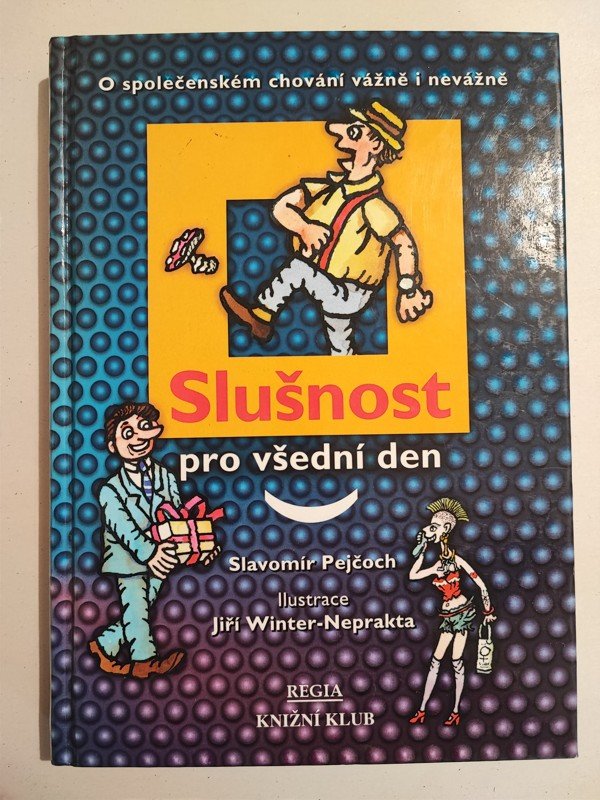 O společenském chování vážně i nevážně
Slušnost
pro všední den
Slavomír Pejčoch
Ilustrace
Jiří Winter-Neprakta
REGIA
KNIŽNÍ KLUB